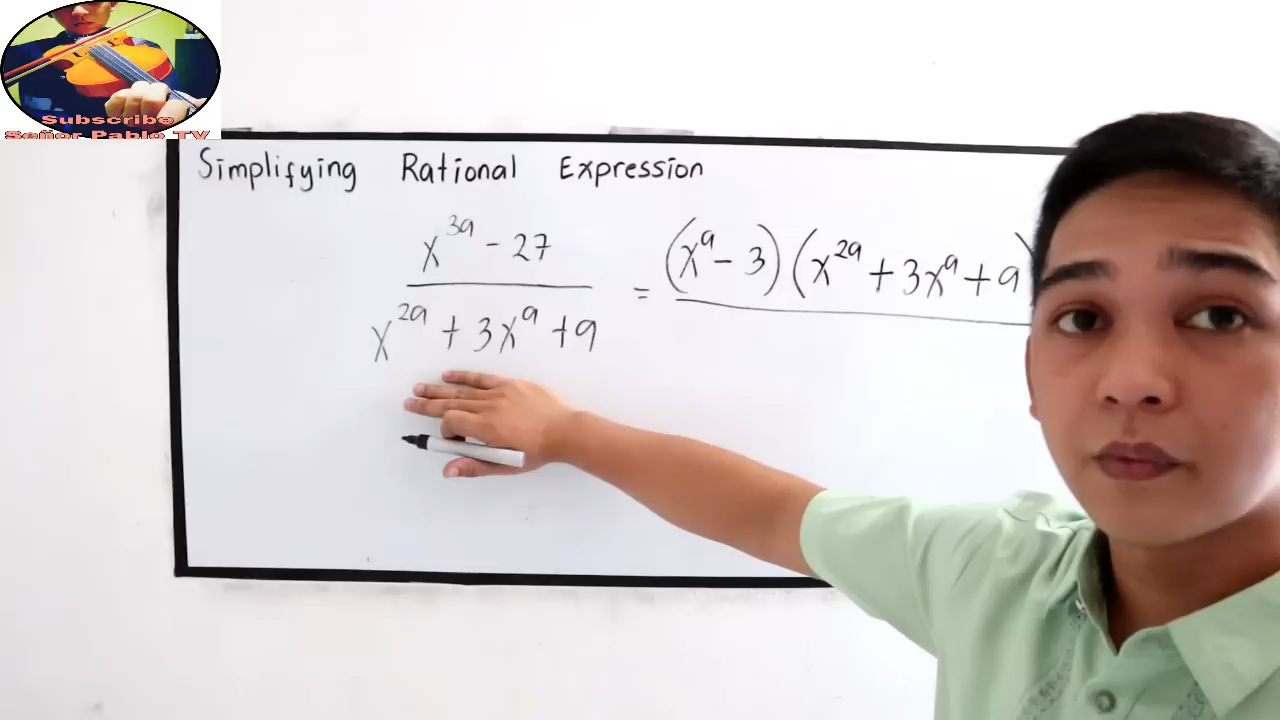 Subscribe
Señor Pablo TV
Simplifying Rational Expression
x^{3a} - 27
x^{2a} + 3x^a + 9
= (x^a - 3)(x^{2a} + 3x^a + 9)